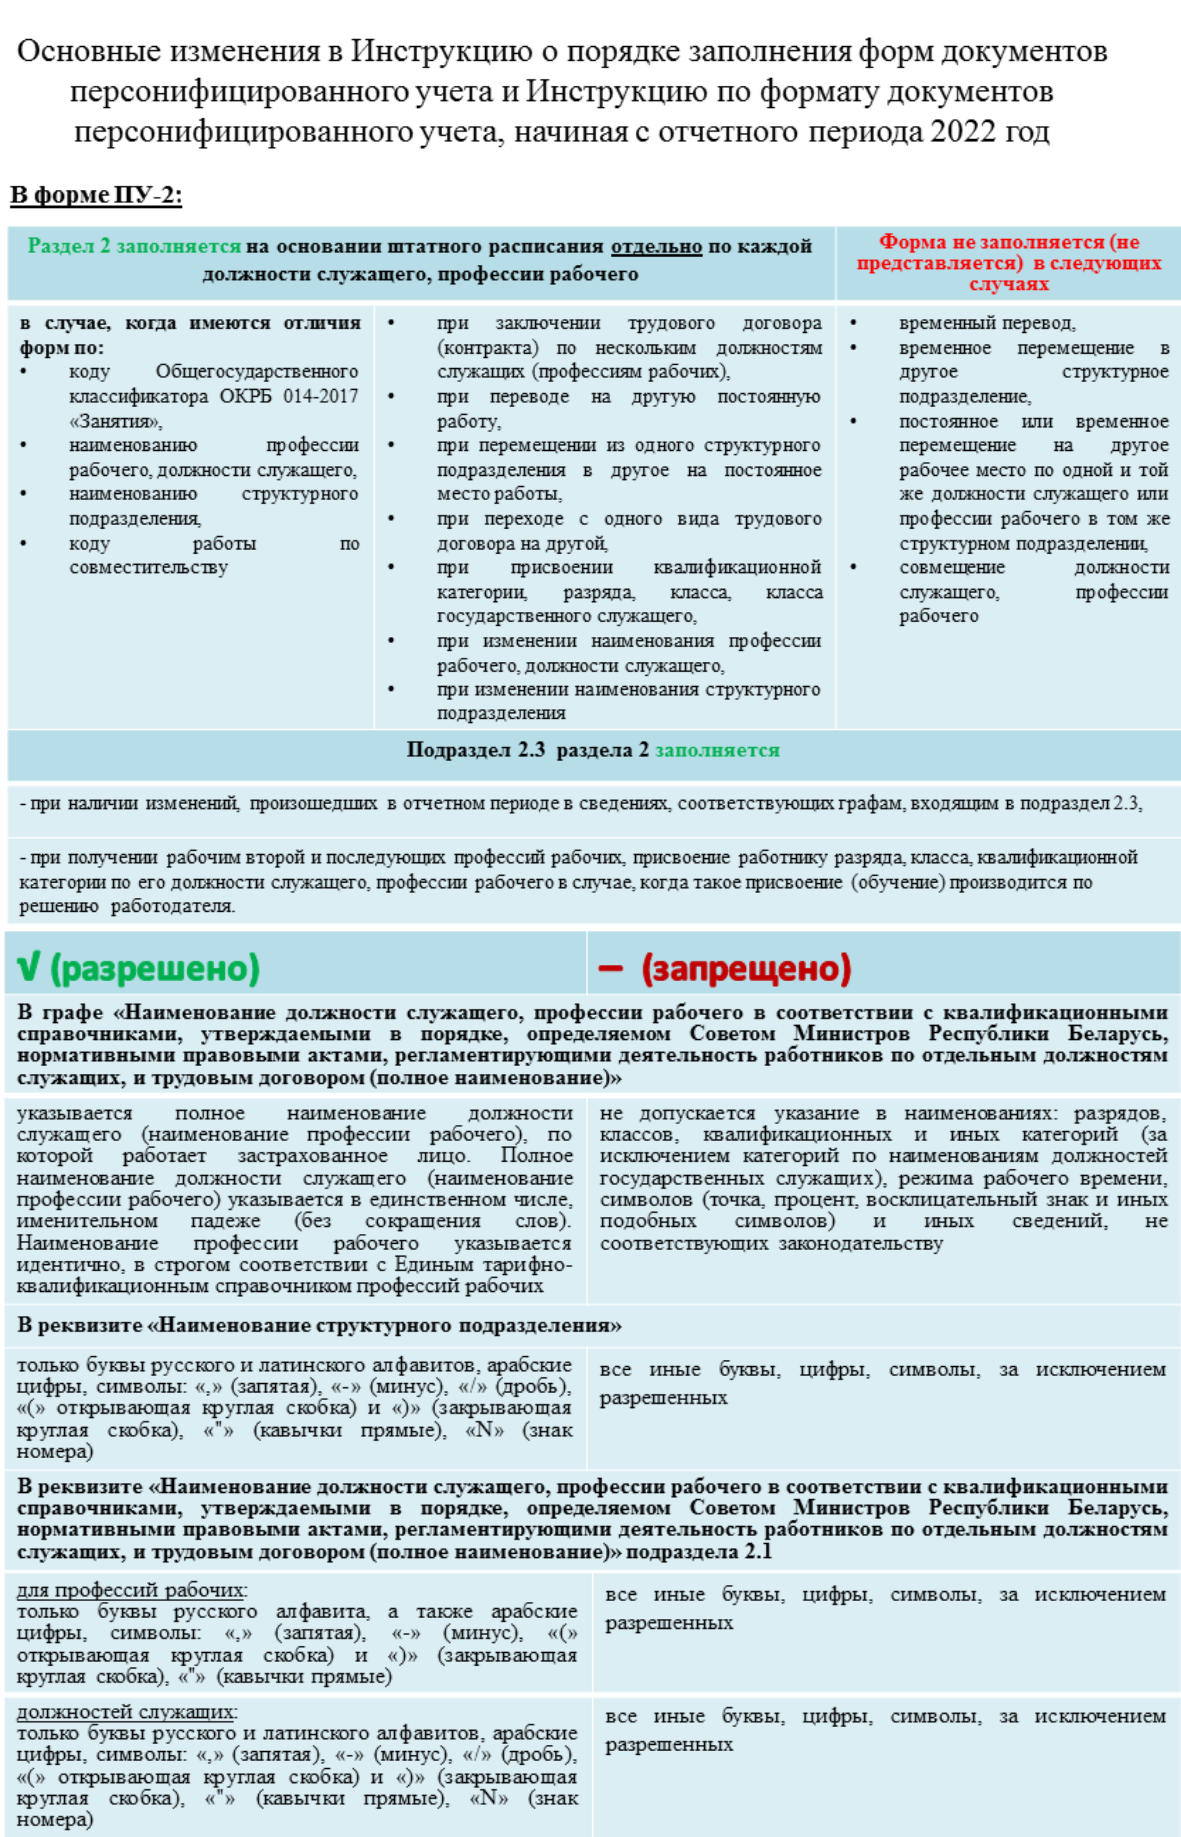 Основные изменения в Инструкцию о порядке заполнения форм документов
персонифицированного учета и Инструкцию по формату документов
персонифицированного учета, начиная с отчетного периода 2022 год
В форме ПУ-2:
Раздел 2 заполняется на основании штатного расписания отдельно по каждой
должности служащего, профессии рабочего
Форма не заполняется (не
представляется) в следующих
случаях
в случае, когда имеются отличия
форм по:
• коду Общегосударственного
классификатора ОКРБ 014-2017
«Занятия»,
• наименованию профессии
рабочего, должности служащего,
• наименованию структурного
подразделения,
• коду работы по
совместительству
• при заключении трудового договора
(контракта) по нескольким должностям
служащих (профессиям рабочих),
• при переводе на другую постоянную
работу,
• при перемещении из одного структурного
подразделения в другое на постоянное
место работы,
• при переходе с одного вида трудового
договора на другой,
• при присвоении квалификационной
категории, разряда, класса, класса
государственного служащего,
• при изменении наименования профессии
рабочего, должности служащего,
• при изменении наименования структурного
подразделения
• временный перевод,
• временное перемещение в
другое структурное
подразделение,
• постоянное или временное
перемещение на другое
рабочее место по одной и той
же должности служащего или
профессии рабочего в том же
структурном подразделении,
• совмещение должности
служащего, профессии
рабочего
Подраздел 2.3 раздела 2 заполняется
- при наличии изменений, произошедших в отчетном периоде в сведениях, соответствующих графам, входящим в подраздел 2.3,
- при получении рабочим второй и последующих профессий рабочих, присвоение работнику разряда, класса, квалификационной
категории по его должности служащего, профессии рабочего в случае, когда такое присвоение (обучение) производится по
решению работодателя.
√ (разрешено)
– (запрещено)
В графе «Наименование должности служащего, профессии рабочего в соответствии с квалификационными
справочниками, утверждаемыми в порядке, определяемом Советом Министров Республики Беларусь,
нормативными правовыми актами, регламентирующими деятельность работников по отдельным должностям
служащих, и трудовым договором (полное наименование)»
указывается полное наименование должности
служащего (наименование профессии рабочего), по
которой работает застрахованное лицо. Полное
наименование должности служащего (наименование
профессии рабочего) указывается в единственном числе,
именительном падеже (без сокращения слов).
Наименование профессии рабочего указывается
идентично, в строгом соответствии с Единым тарифно-
квалификационным справочником профессий рабочих
не допускается указание в наименованиях: разрядов,
классов, квалификационных и иных категорий (за
исключением категорий по наименованиям должностей
государственных служащих), режима рабочего времени,
символов (точка, процент, восклицательный знак и иных
подобных символов) и иных сведений, не
соответствующих законодательству
В реквизите «Наименование структурного подразделения»
только буквы русского и латинского алфавитов, арабские
цифры, символы: «,» (запятая), «-» (минус), «/» (дробь),
«(» открывающая круглая скобка) и «)» (закрывающая
круглая скобка), «"» (кавычки прямые), «N» (знак
номера)
все иные буквы, цифры, символы, за исключением
разрешенных
В реквизите «Наименование должности служащего, профессии рабочего в соответствии с квалификационными
справочниками, утверждаемыми в порядке, определяемом Советом Министров Республики Беларусь,
нормативными правовыми актами, регламентирующими деятельность работников по отдельным должностям
служащих, и трудовым договором (полное наименование)» подраздела 2.1
для профессий рабочих:
только буквы русского алфавита, а также арабские
цифры, символы: «,» (запятая), «-» (минус), «(»
открывающая круглая скобка) и «)» (закрывающая
круглая скобка), «"» (кавычки прямые)
все иные буквы, цифры, символы, за исключением
разрешенных
должностей служащих:
только буквы русского и латинского алфавитов, арабские
цифры, символы: «,» (запятая), «-» (минус), «/» (дробь),
«(» открывающая круглая скобка) и «)» (закрывающая
круглая скобка), «"» (кавычки прямые), «N» (знак
номера)
все иные буквы, цифры, символы, за исключением
разрешенных